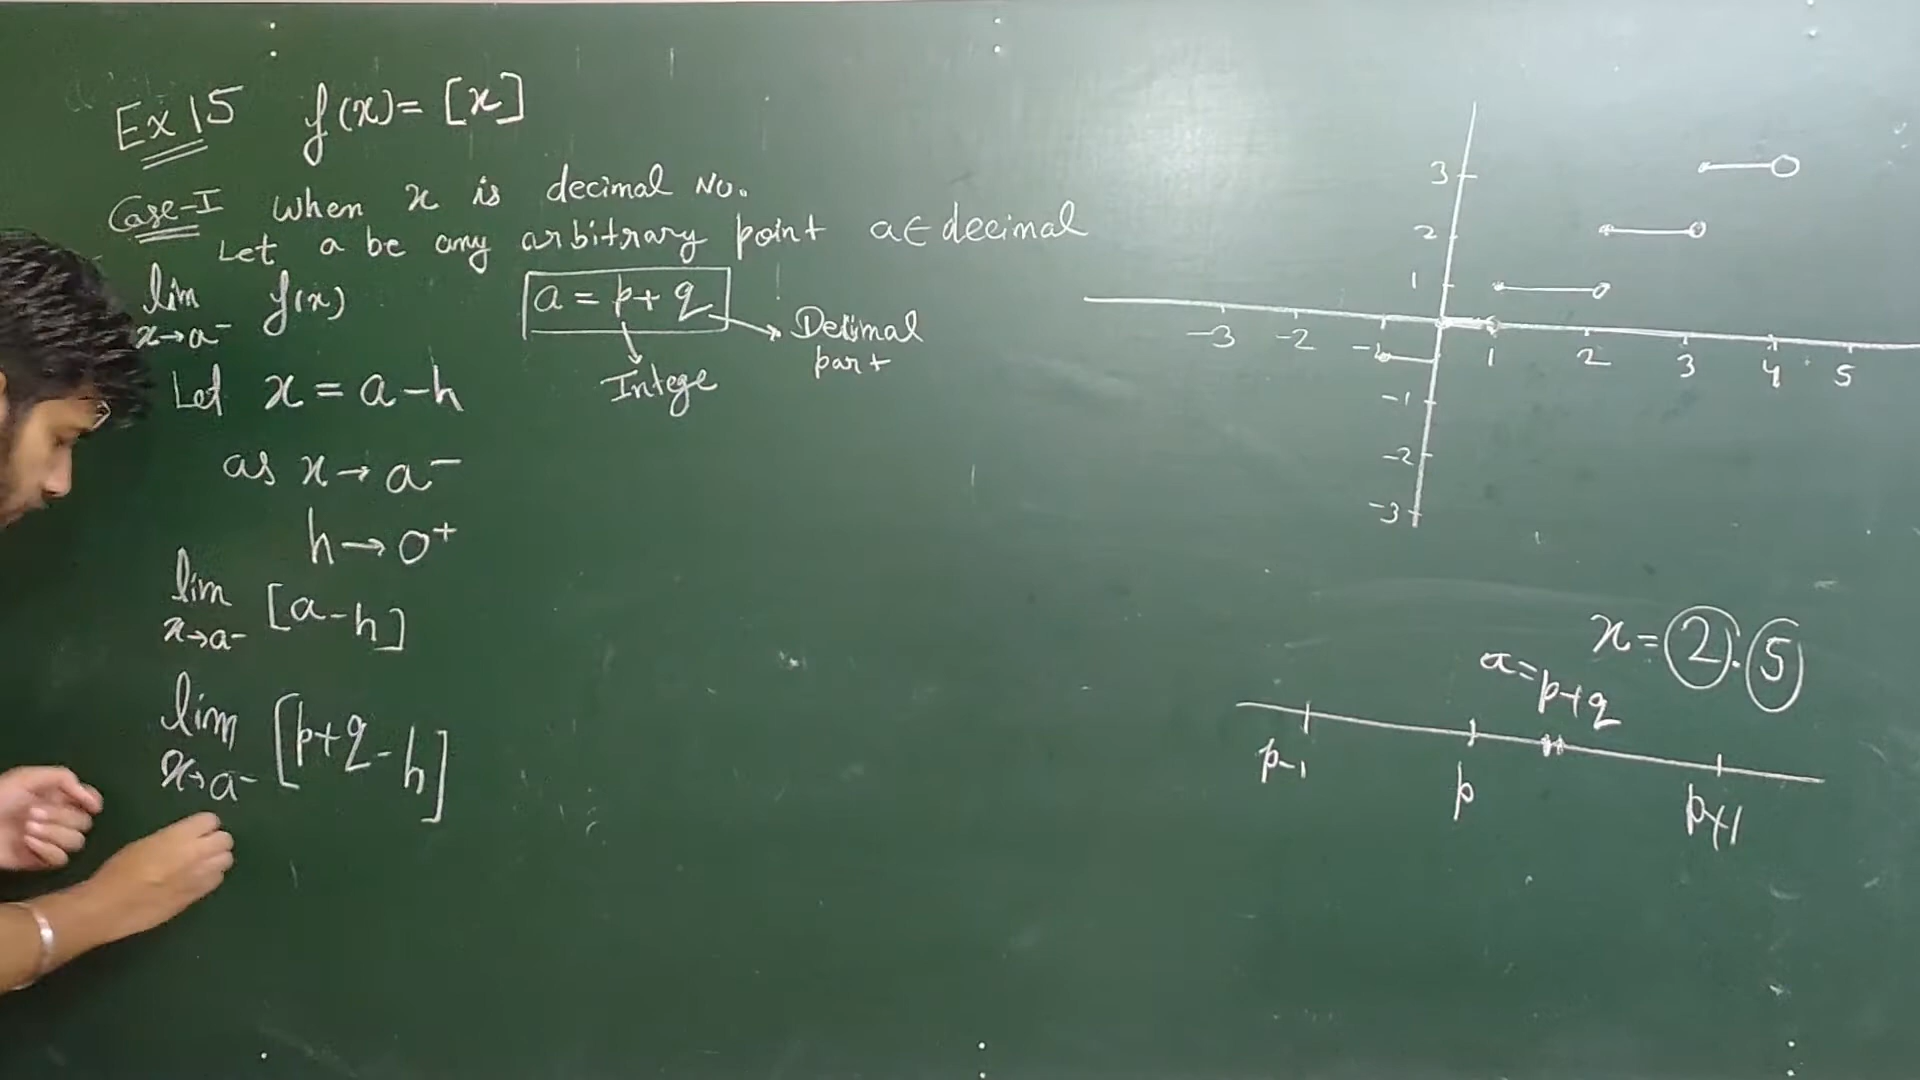 Ex 15 f(x)= [x]
Case-I when x is decimal No.
Let a be any arbitrary point a∈ decimal
lim f(x)
x→a⁻
a = p+q
Decimal part
Intege
Let x = a-h
as x→a⁻
h→0⁺
lim [a-h]
x→a⁻
lim [p+q-h]
x→a⁻
3
2
1
-3 -2 -1 1 2 3 4 5
-1
-2
-3
x = 2.5
a=p+q
p-1 p p+1